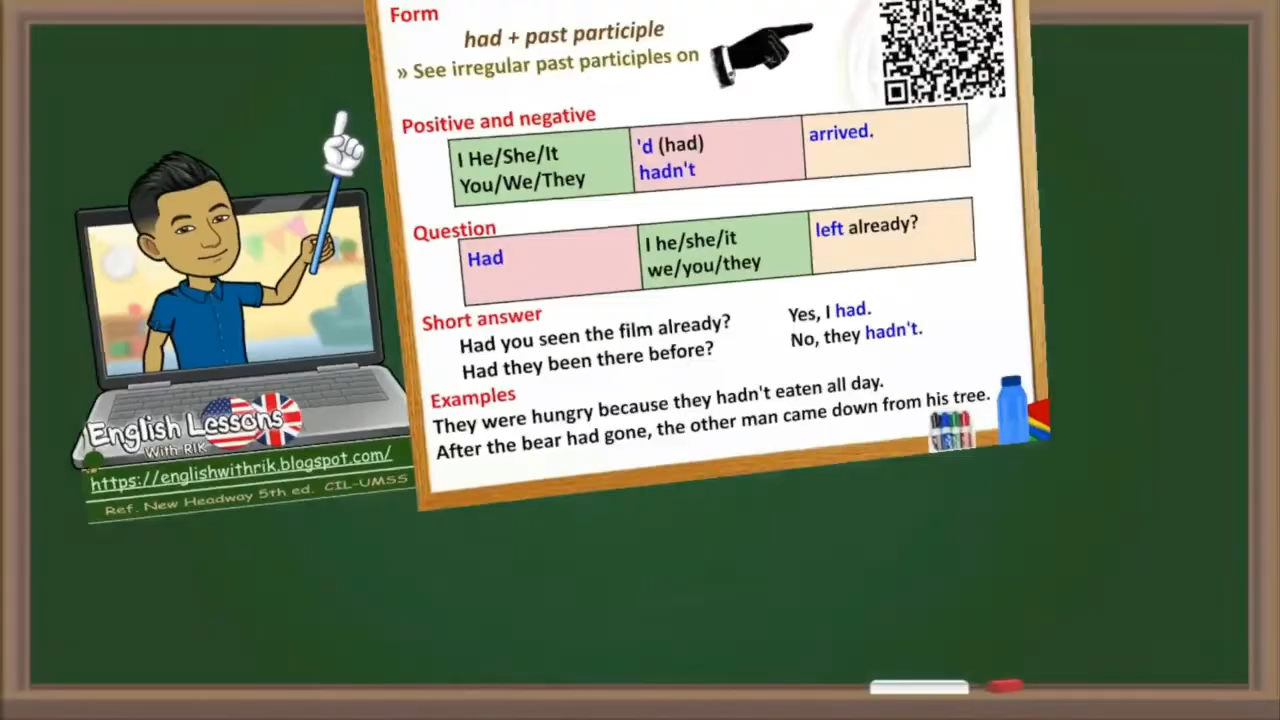 Form
had + past participle
» See irregular past participles on
Positive and negative
I He/She/It
You/We/They
'd (had)
hadn't
arrived.
Question
Had
I he/she/it
we/you/they
left already?
Short answer
Had you seen the film already? Yes, I had.
Had they been there before? No, they hadn't.
Examples
They were hungry because they hadn't eaten all day.
After the bear had gone, the other man came down from his tree.
English Lessons
With RIK
https://englishwithrik.blogspot.com/
Ref. New Headway 5th ed. CIL-UMSS